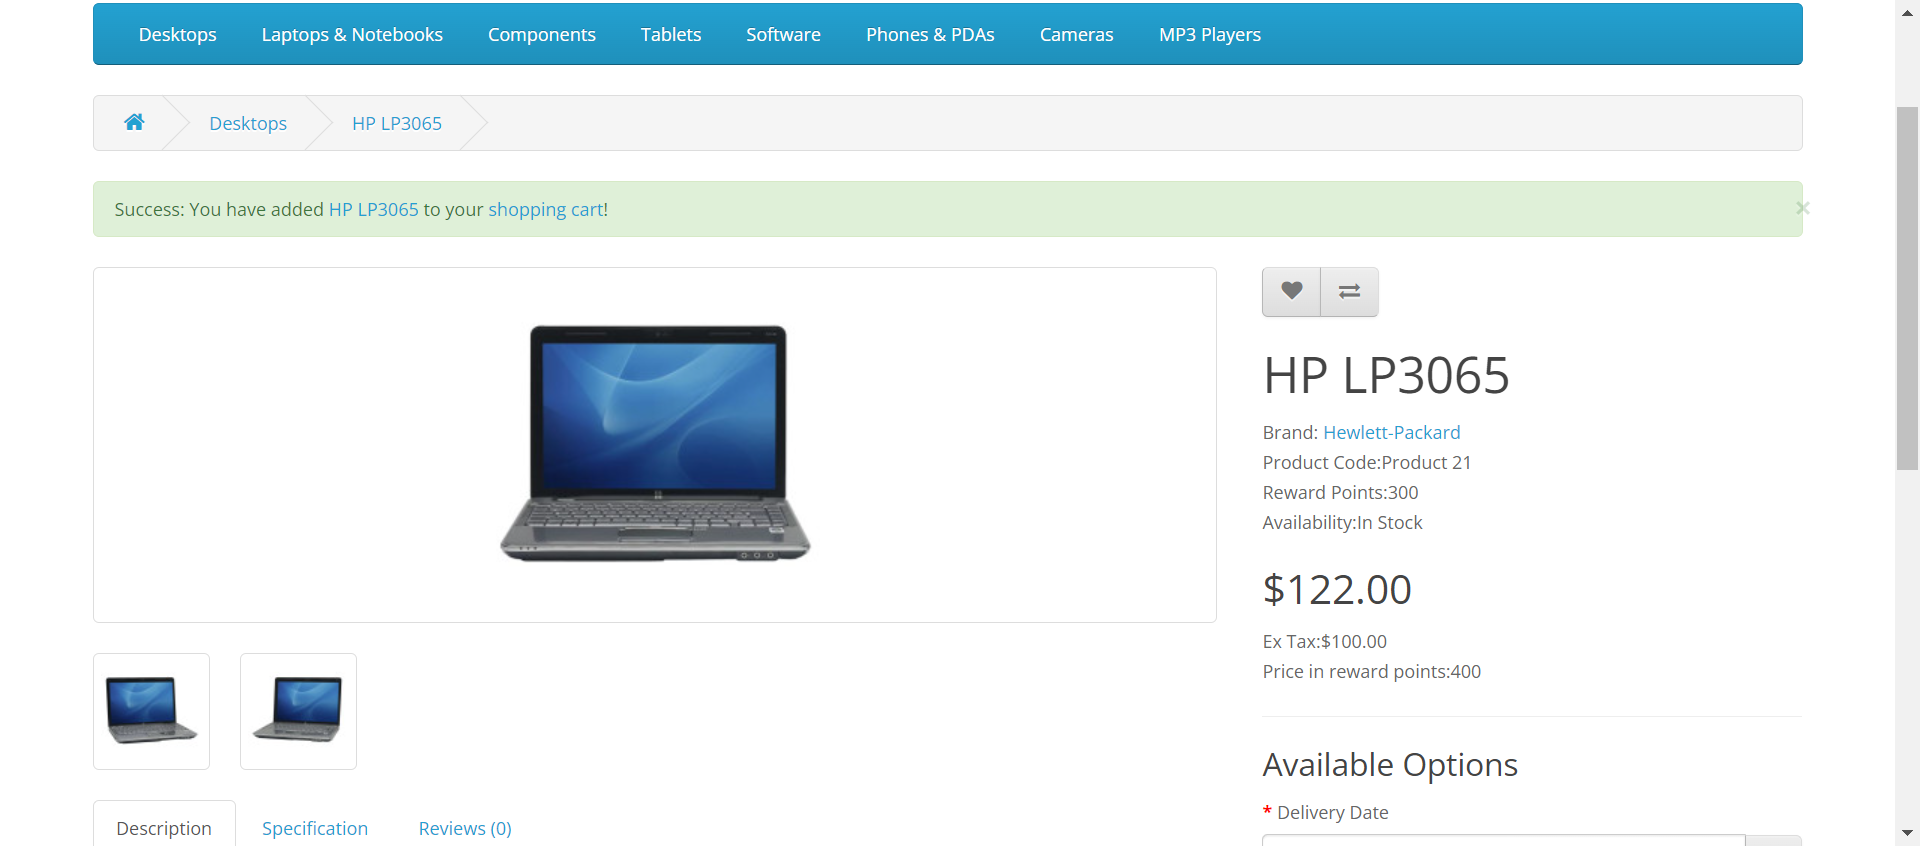 Desktops Laptops & Notebooks Components Tablets Software Phones & PDAs Cameras MP3 Players
Desktops HP LP3065
Success: You have added HP LP3065 to your shopping cart!
×
HP LP3065
Brand: Hewlett-Packard
Product Code:Product 21
Reward Points:300
Availability:In Stock
$122.00
Ex Tax:$100.00
Price in reward points:400
Available Options
* Delivery Date
Description Specification Reviews (0)